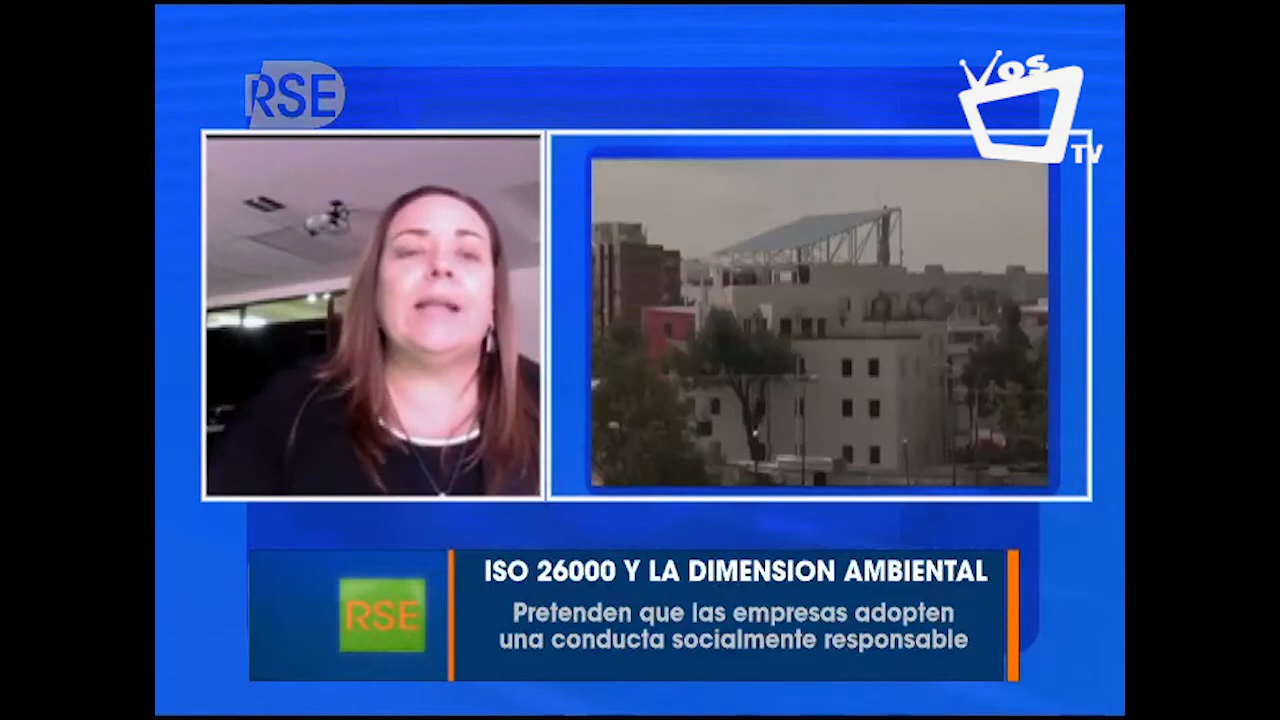 RSE
VOS
TV
ISO 26000 Y LA DIMENSION AMBIENTAL
Pretenden que las empresas adopten
una conducta socialmente responsable
RSE